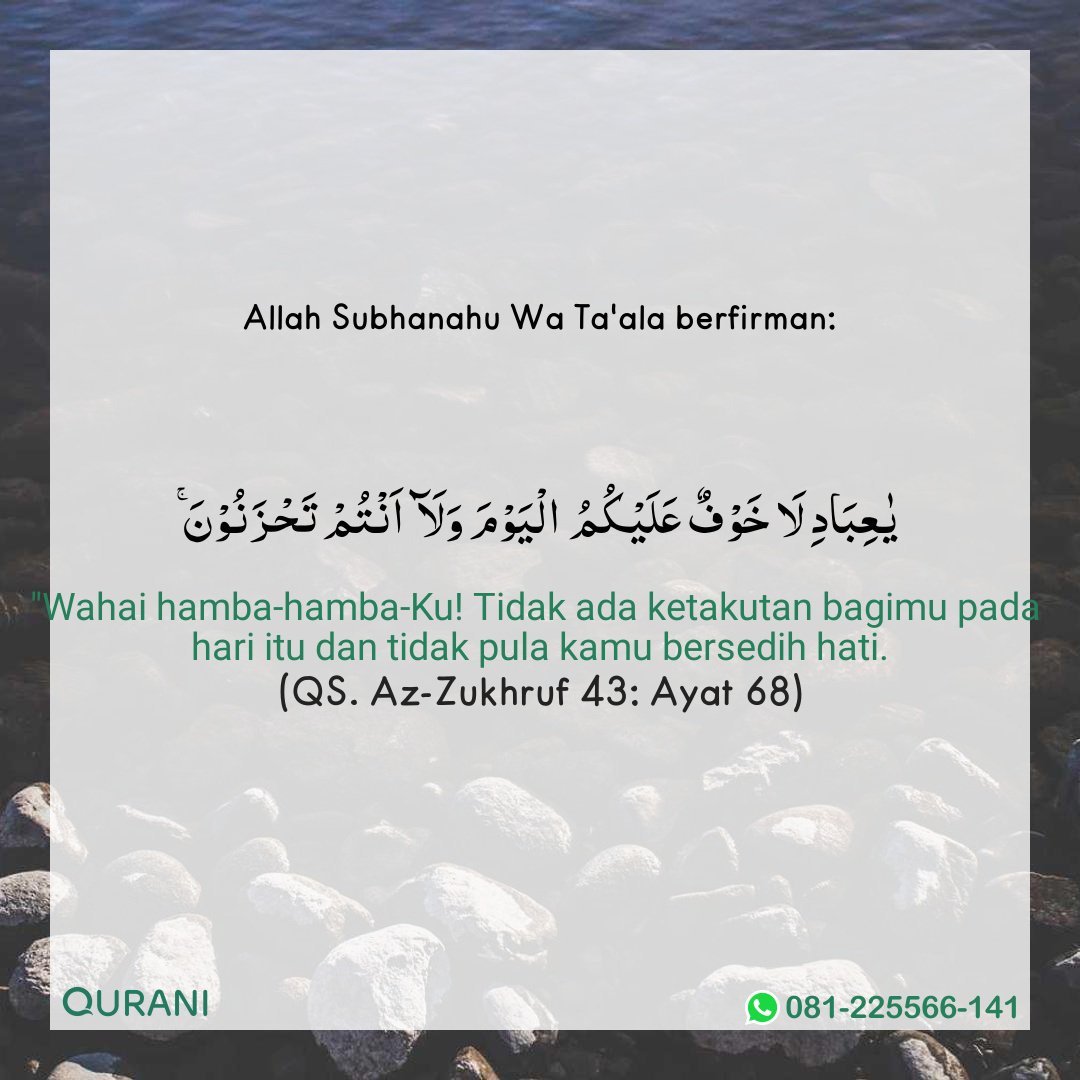 Allah Subhanahu Wa Ta'ala berfirman:
يٰعِبَادِ لَا خَوْفٌ عَلَيْكُمُ الْيَوْمَ وَلَآ اَنْتُمْ تَحْزَنُوْنَ ۚ
"Wahai hamba-hamba-Ku! Tidak ada ketakutan bagimu pada
hari itu dan tidak pula kamu bersedih hati.
(QS. Az-Zukhruf 43: Ayat 68)
QURANI
081-225566-141